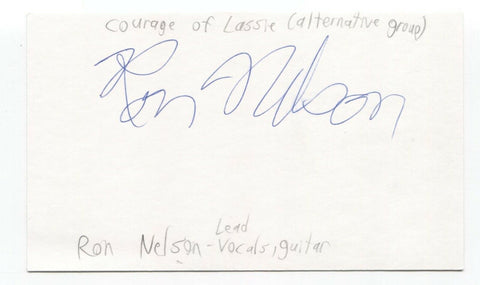 Courage of Lassie (alternative group)
Ron Nelson
Lead
Ron Nelson - Vocals, guitar